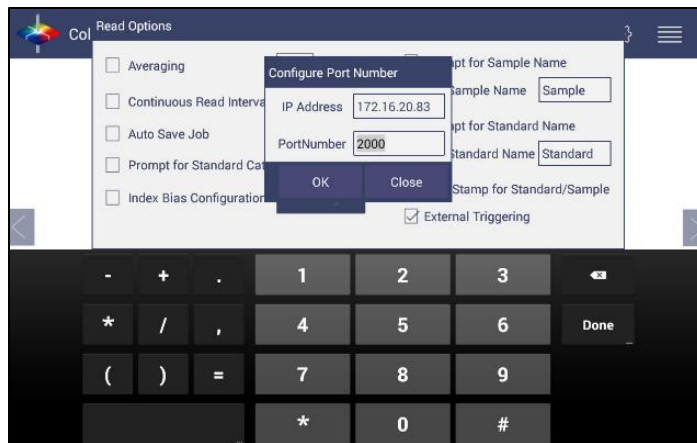 Col
Read Options
Averaging
Continuous Read Interva
Auto Save Job
Prompt for Standard Cat
Index Bias Configuration
Configure Port Number
IP Address 172.16.20.83
PortNumber 2000
OK Close
pt for Sample Name
Sample Name Sample
pt for Standard Name
Standard Name Standard
Stamp for Standard/Sample
External Triggering
- + . 1 2 3
* / , 4 5 6 Done
( ) = 7 8 9
* 0 #